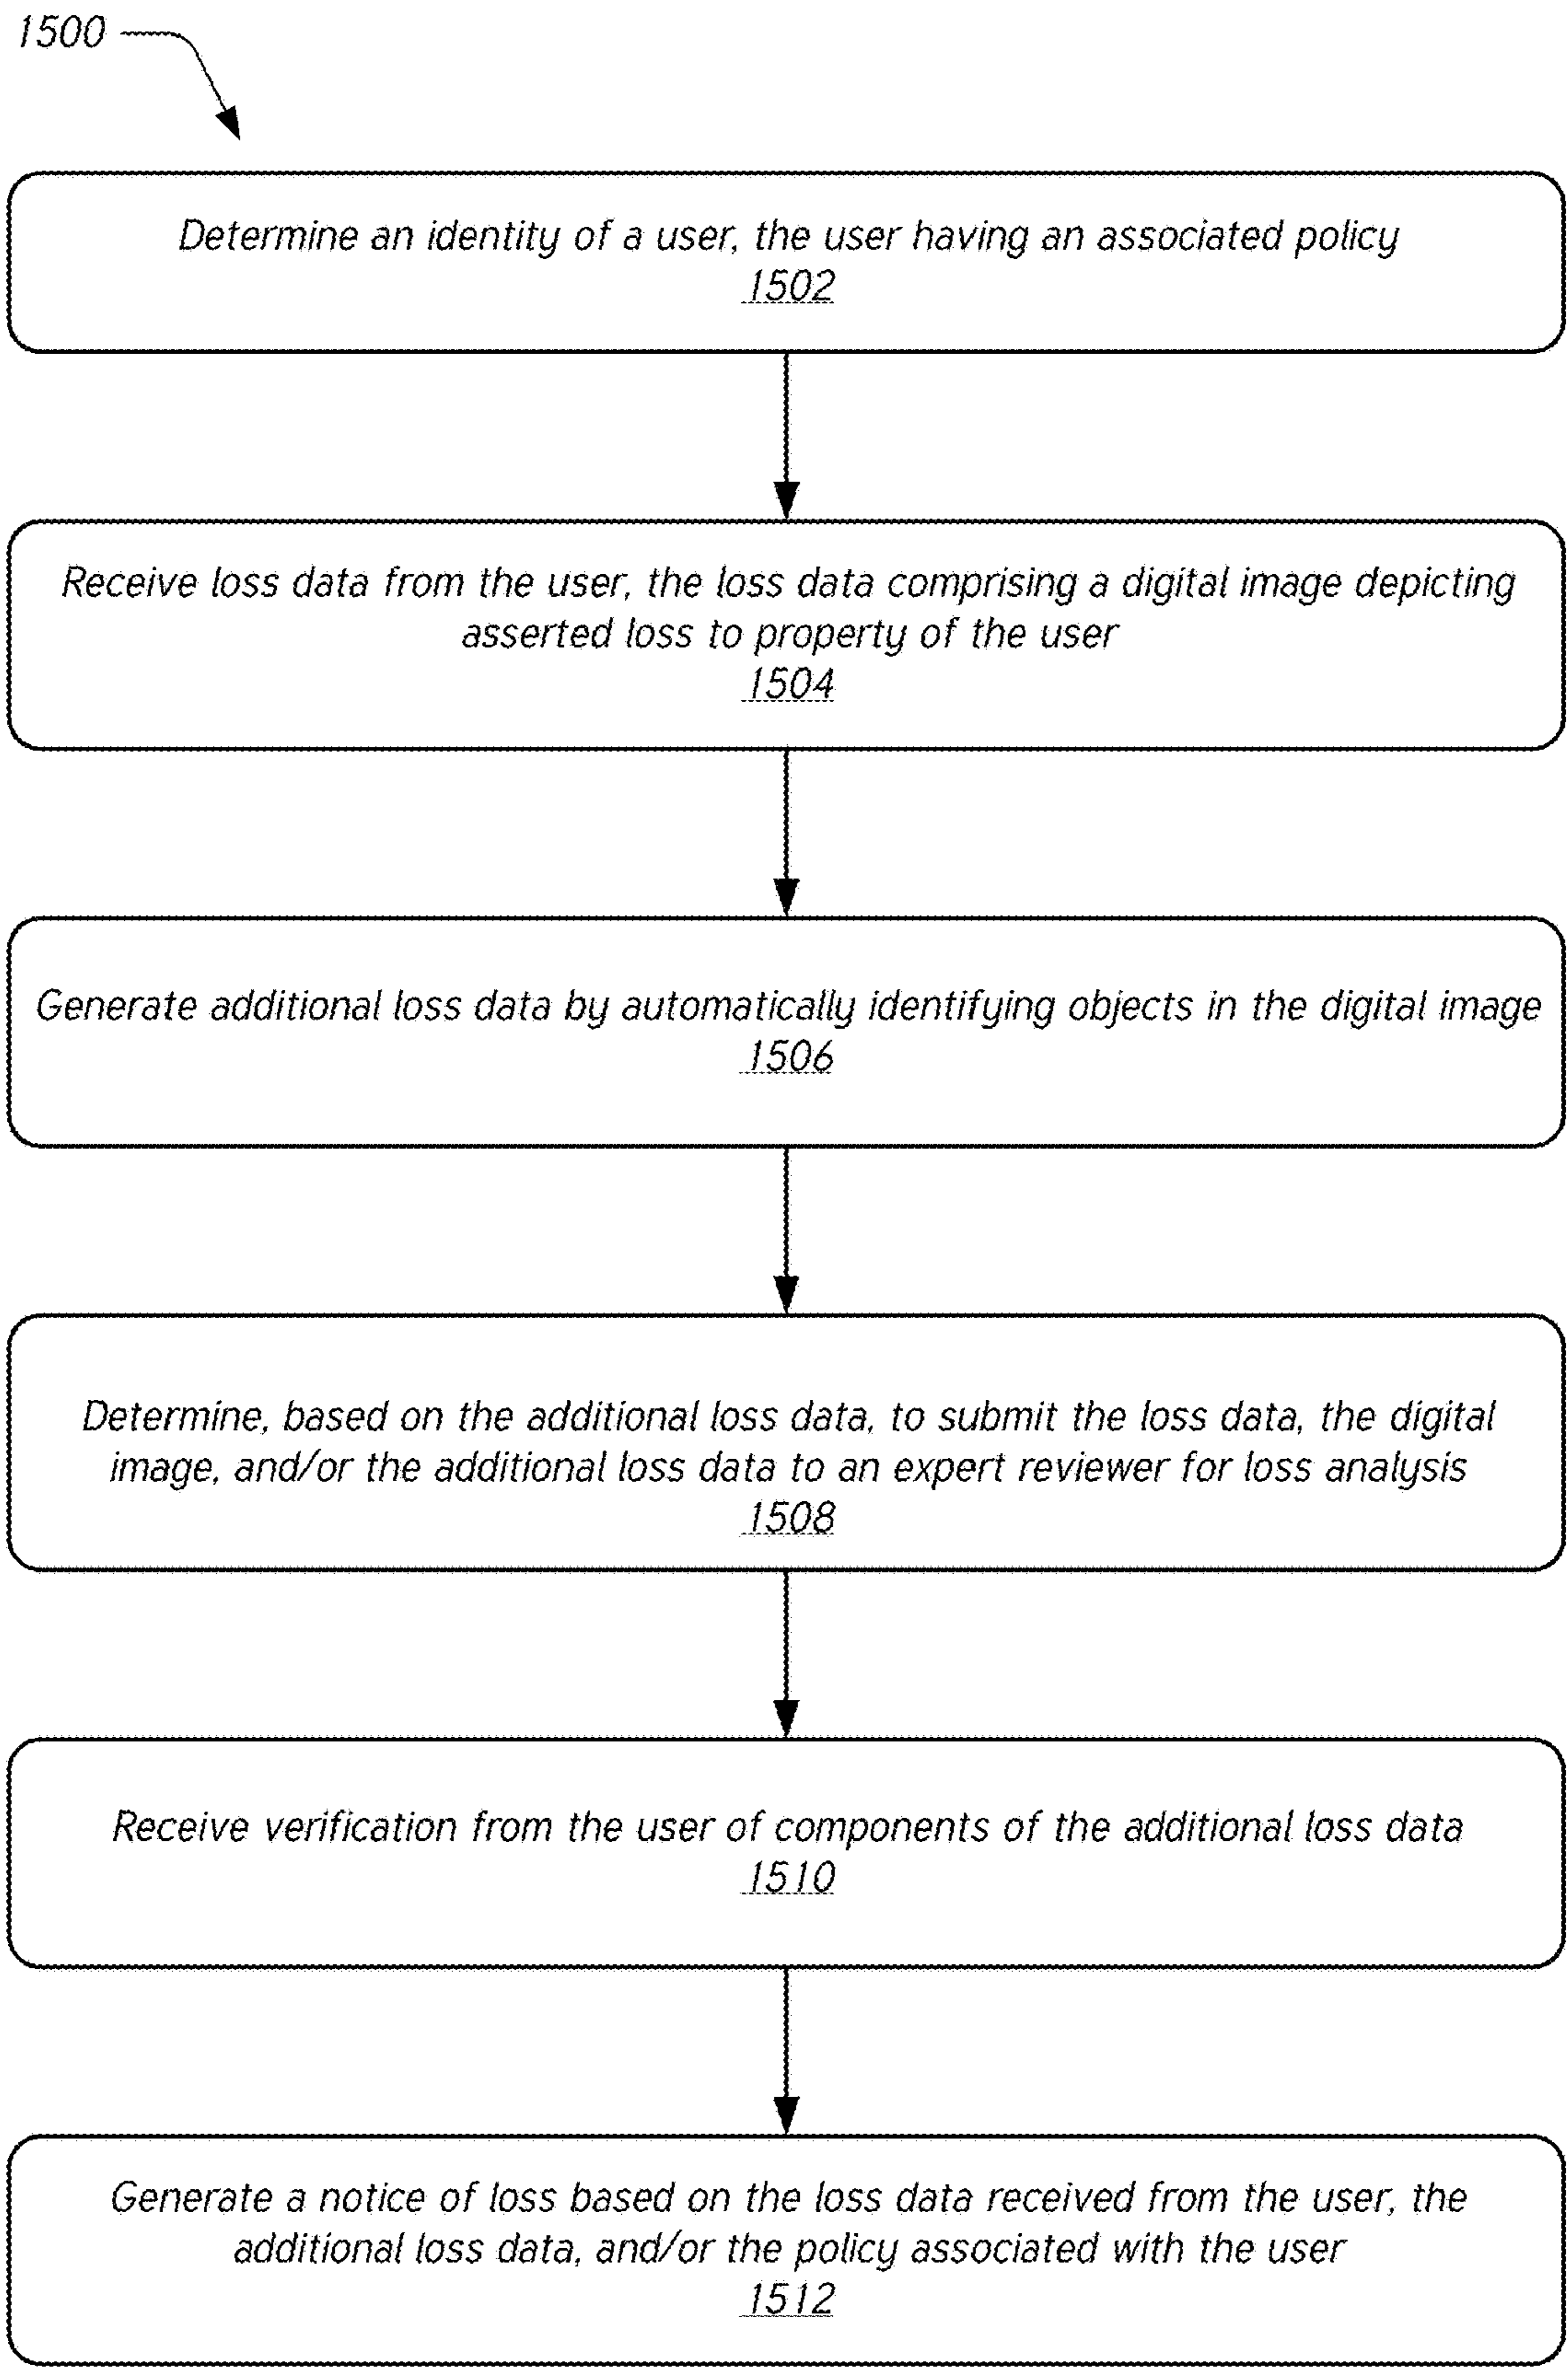 1500
Determine an identity of a user, the user having an associated policy
1502
Receive loss data from the user, the loss data comprising a digital image depicting
asserted loss to property of the user
1504
Generate additional loss data by automatically identifying objects in the digital image
1506
Determine, based on the additional loss data, to submit the loss data, the digital
image, and/or the additional loss data to an expert reviewer for loss analysis
1508
Receive verification from the user of components of the additional loss data
1510
Generate a notice of loss based on the loss data received from the user, the
additional loss data, and/or the policy associated with the user
1512